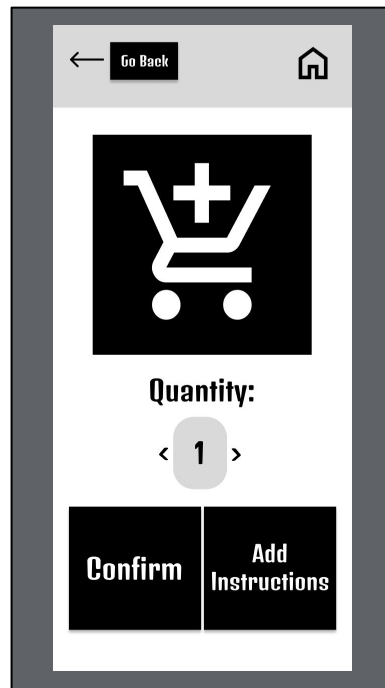 Go Back
Quantity:
< 1 >
Confirm
Add
Instructions